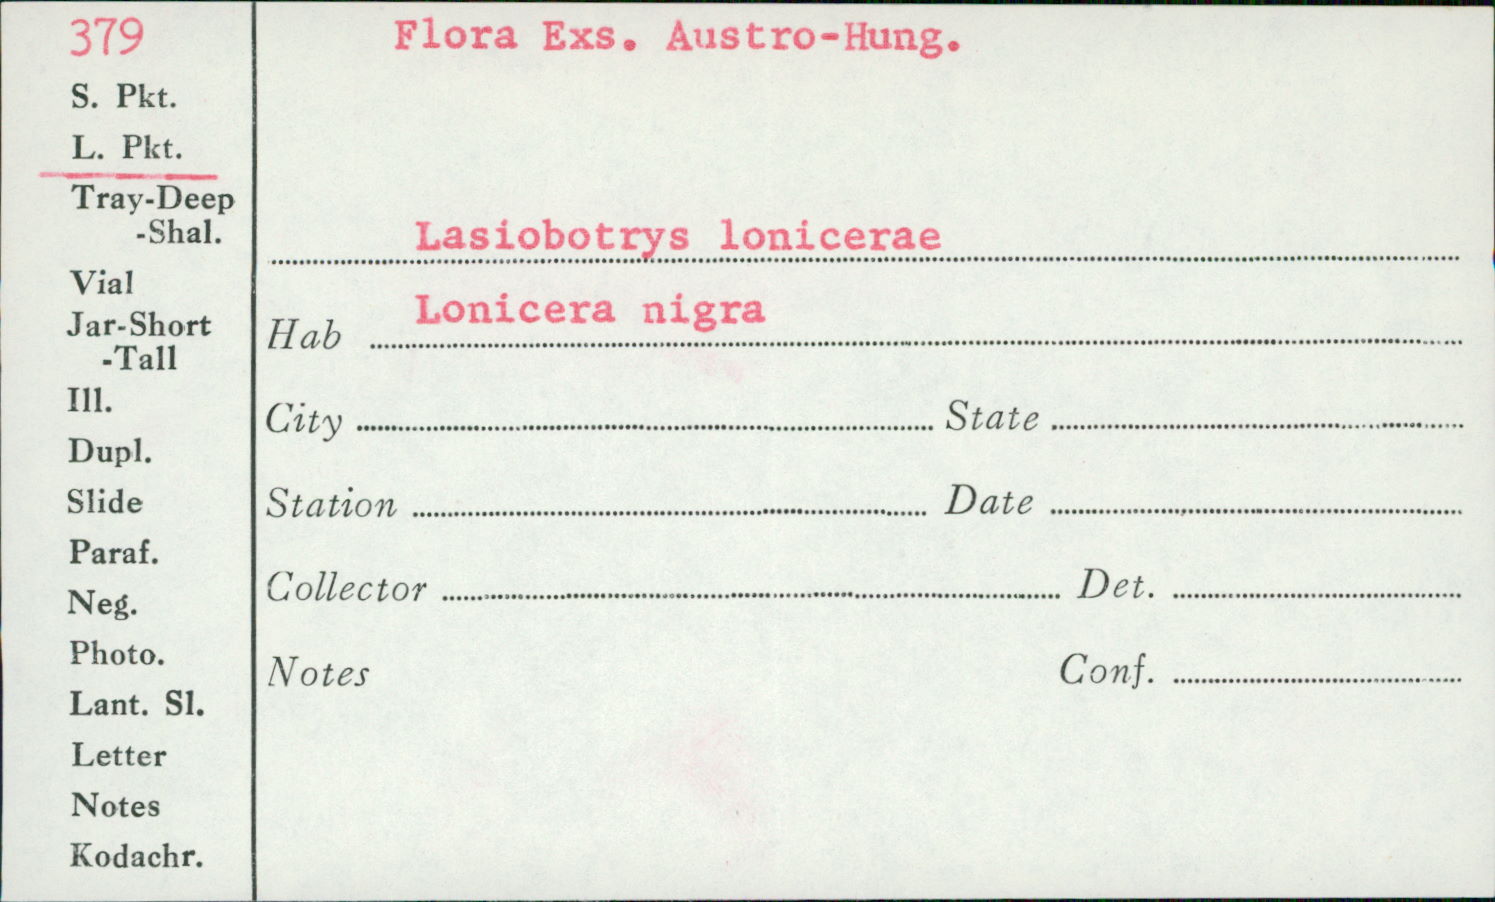 379
Flora Exs. Austro-Hung.
S. Pkt.
L. Pkt.
Tray-Deep
-Shal.
Vial
Jar-Short
-Tall
Ill.
Dupl.
Slide
Paraf.
Neg.
Photo.
Lant. Sl.
Letter
Notes
Kodachr.
Lasiobotrys lonicerae
Hab Lonicera nigra
City State
Station Date
Collector Det.
Notes Conf.